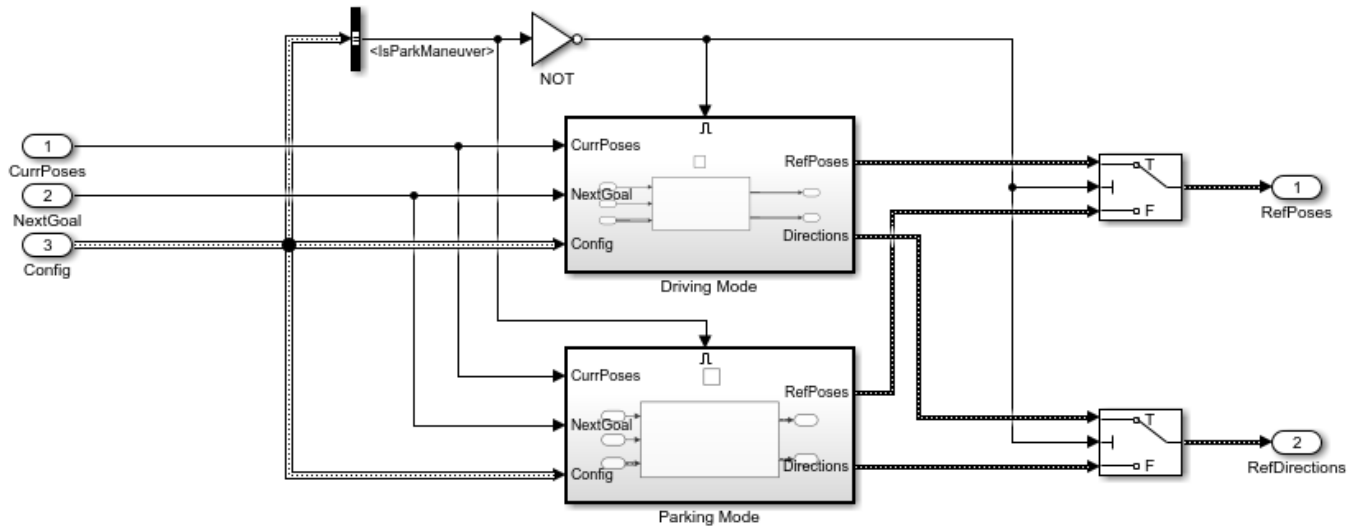 <IsParkManeuver>
NOT
1
CurrPoses
2
NextGoal
3
Config
CurrPoses
NextGoal
Config
RefPoses
Directions
Driving Mode
T
F
1
RefPoses
CurrPoses
NextGoal
Config
RefPoses
Directions
Parking Mode
T
F
2
RefDirections